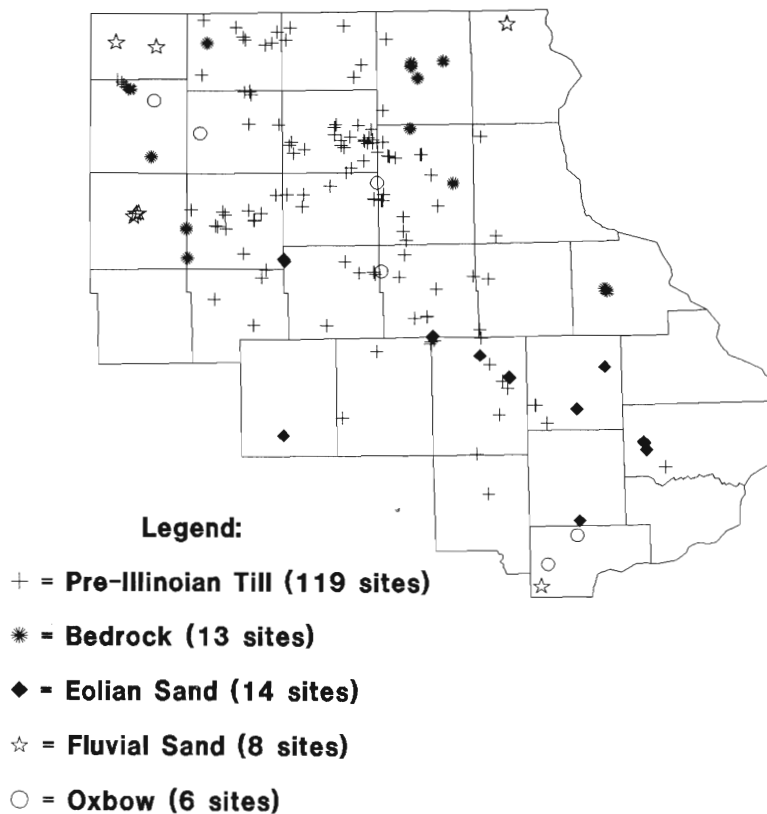 Legend:
+ = Pre-Illinoian Till (119 sites)
✸ = Bedrock (13 sites)
◆ = Eolian Sand (14 sites)
☆ = Fluvial Sand (8 sites)
○ = Oxbow (6 sites)